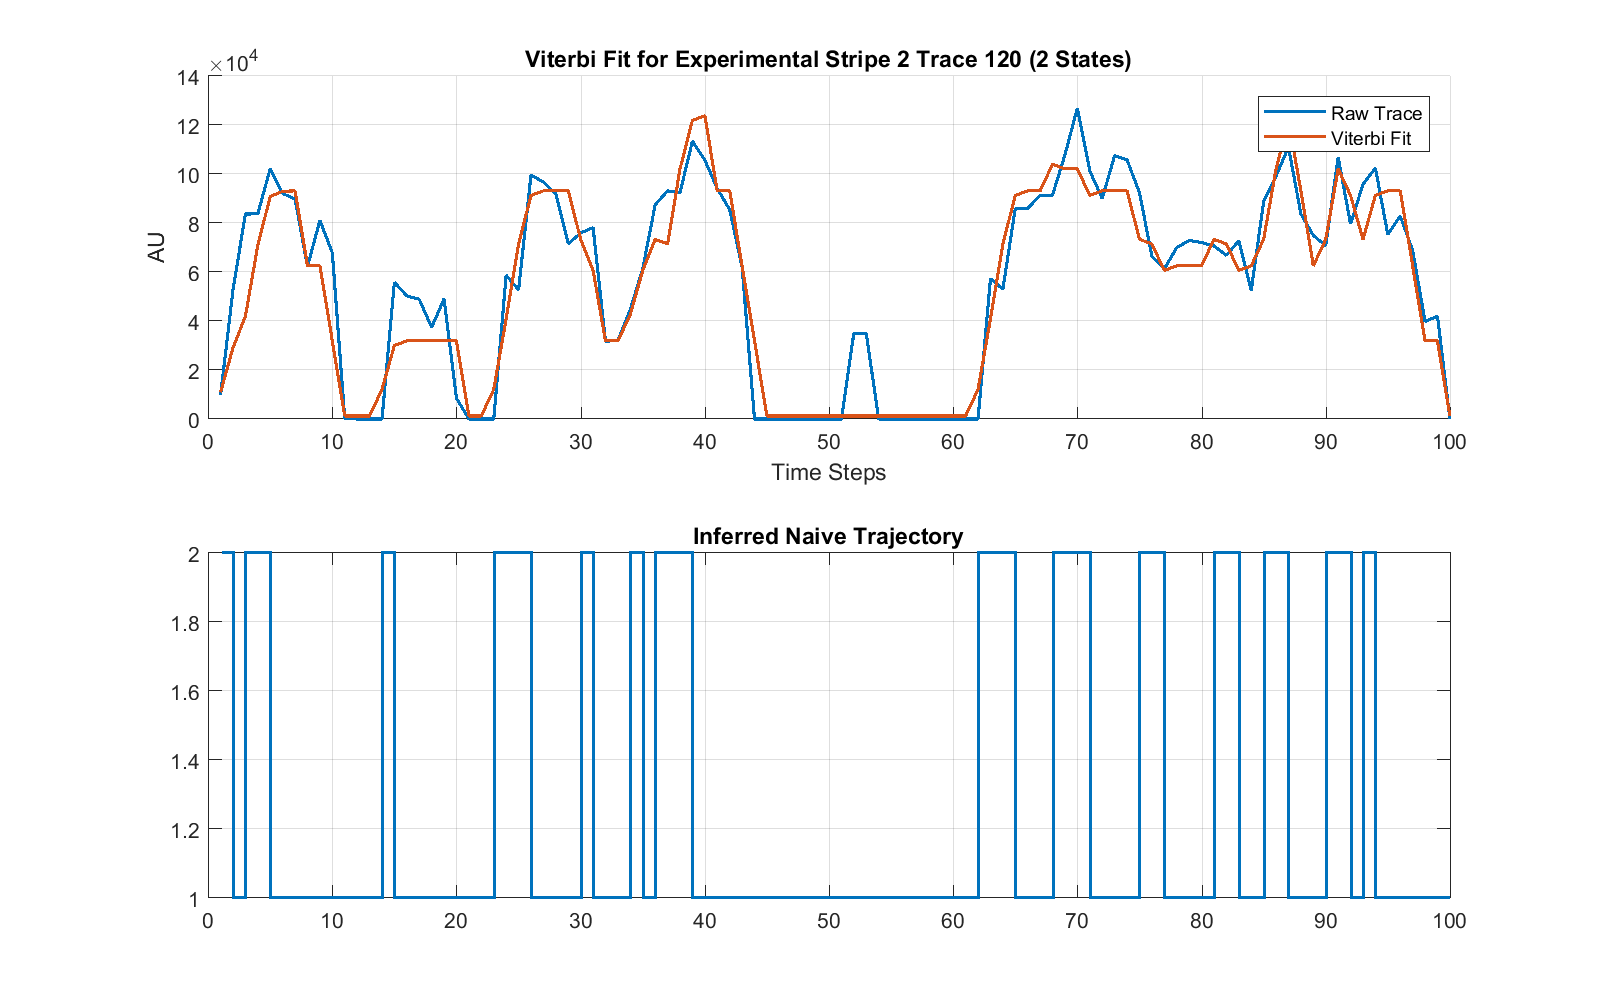 Viterbi Fit for Experimental Stripe 2 Trace 120 (2 States)
×10^4
14
12
10
8
6
4
2
0
AU
Raw Trace
Viterbi Fit
0 10 20 30 40 50 60 70 80 90 100
Time Steps
Inferred Naive Trajectory
2
1.8
1.6
1.4
1.2
1
0 10 20 30 40 50 60 70 80 90 100